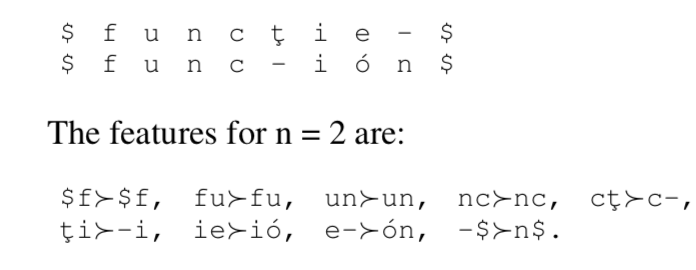 $ f u n c ţ i e - $
$ f u n c - i ó n $
The features for n = 2 are:
$f≻$f, fu≻fu, un≻un, nc≻nc, cţ≻c-,
ţi≻-i, ie≻ió, e-≻ón, -$≻n$.